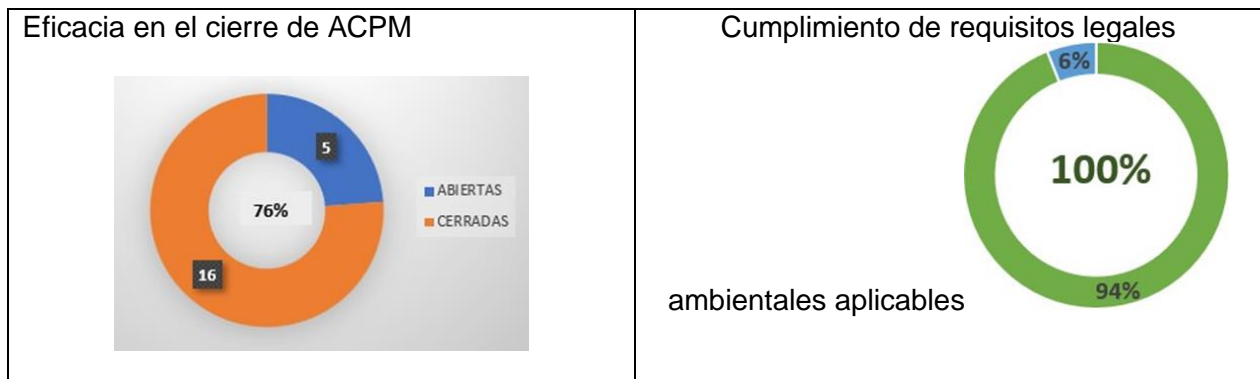 Eficacia en el cierre de ACPM
5
ABIERTAS
76%
CERRADAS
16
Cumplimiento de requisitos legales
6%
100%
94%
ambientales aplicables